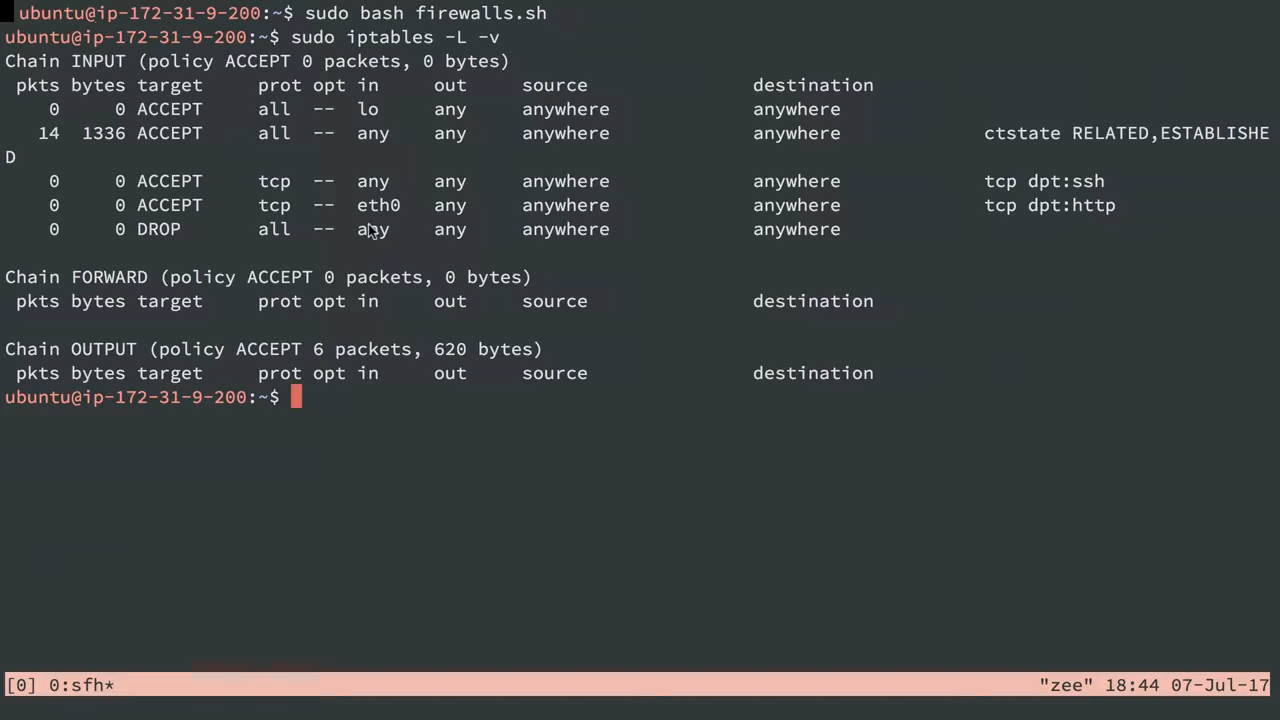 ubuntu@ip-172-31-9-200:~$ sudo bash firewalls.sh
ubuntu@ip-172-31-9-200:~$ sudo iptables -L -v
Chain INPUT (policy ACCEPT 0 packets, 0 bytes)
 pkts bytes target     prot opt in     out     source               destination
    0     0 ACCEPT     all  --  lo     any     anywhere             anywhere
   14  1336 ACCEPT     all  --  any    any     anywhere             anywhere             ctstate RELATED,ESTABLISHE
D
    0     0 ACCEPT     tcp  --  any    any     anywhere             anywhere             tcp dpt:ssh
    0     0 ACCEPT     tcp  --  eth0   any     anywhere             anywhere             tcp dpt:http
    0     0 DROP       all  --  any    any     anywhere             anywhere
Chain FORWARD (policy ACCEPT 0 packets, 0 bytes)
 pkts bytes target     prot opt in     out     source               destination
Chain OUTPUT (policy ACCEPT 6 packets, 620 bytes)
 pkts bytes target     prot opt in     out     source               destination
ubuntu@ip-172-31-9-200:~$
[0] 0:sfh* "zee" 18:44 07-Jul-17